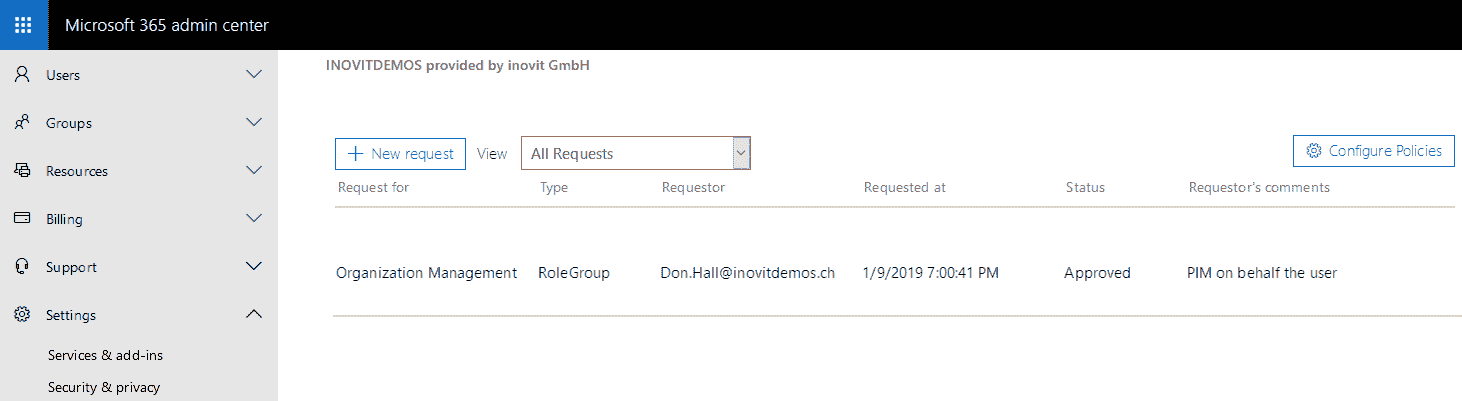 Microsoft 365 admin center
Users
Groups
Resources
Billing
Support
Settings
Services & add-ins
Security & privacy
INOVITDEMOS provided by inovit GmbH
New request View All Requests Configure Policies
Request for Type Requestor Requested at Status Requestor's comments
Organization Management RoleGroup Don.Hall@inovitdemos.ch 1/9/2019 7:00:41 PM Approved PIM on behalf the user